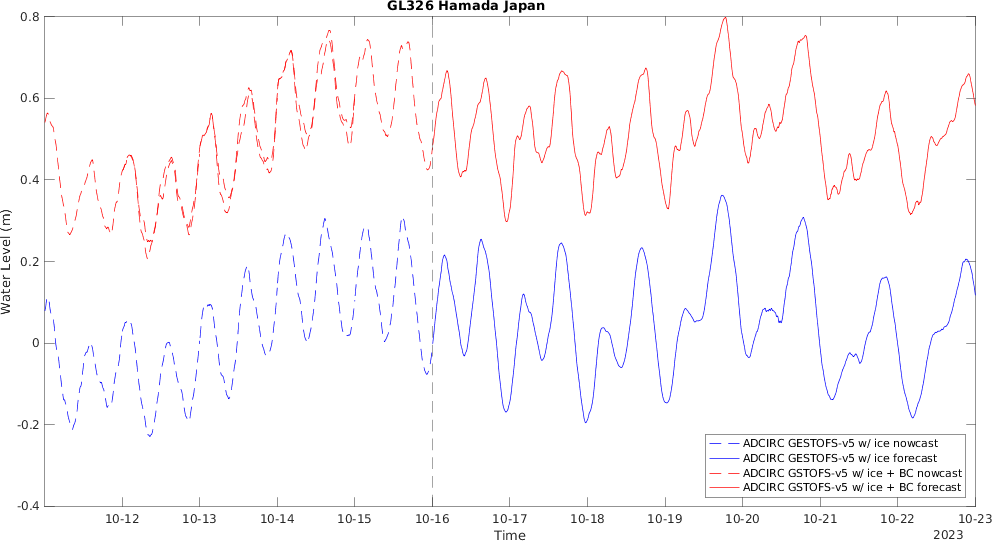 GL326 Hamada Japan
0.8
0.6
0.4
0.2
0
-0.2
-0.4
Water Level (m)
ADCIRC GESTOFS-v5 w/ ice nowcast
ADCIRC GESTOFS-v5 w/ ice forecast
ADCIRC GSTOFS-v5 w/ ice + BC nowcast
ADCIRC GSTOFS-v5 w/ ice + BC forecast
10-12 10-13 10-14 10-15 10-16 10-17 10-18 10-19 10-20 10-21 10-22 10-23
Time
2023